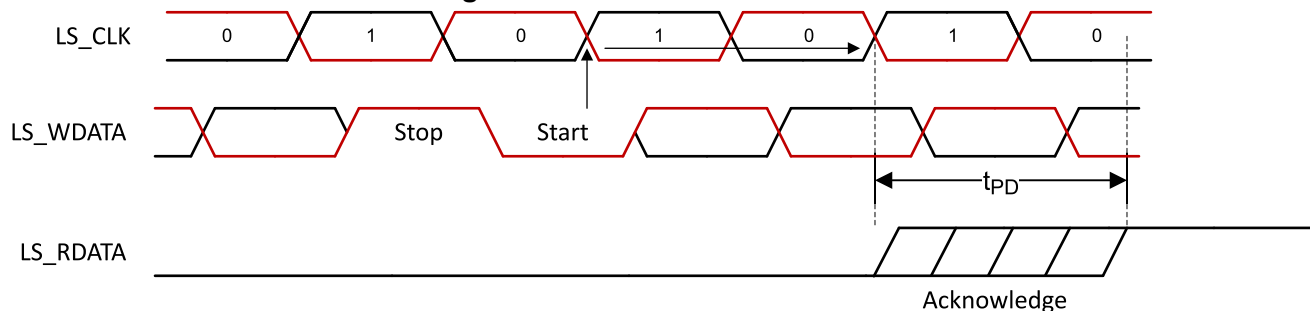 LS_CLK 0 1 0 1 0 1 0
LS_WDATA Stop Start
tPD
LS_RDATA
Acknowledge